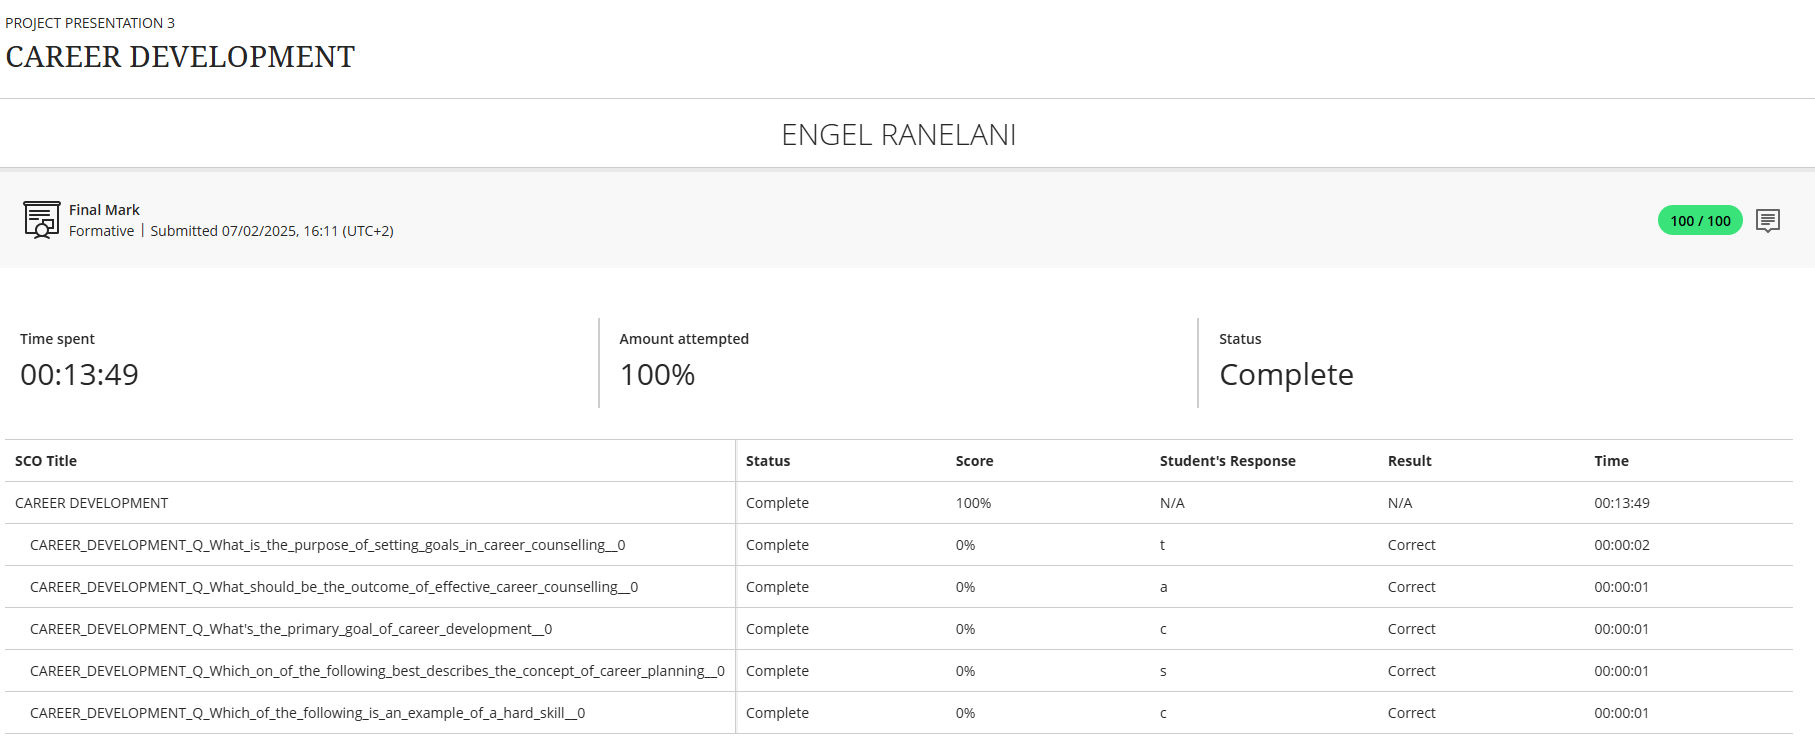 PROJECT PRESENTATION 3
CAREER DEVELOPMENT
ENGEL RANELANI
Final Mark
Formative | Submitted 07/02/2025, 16:11 (UTC+2)
100 / 100
Time spent
00:13:49
Amount attempted
100%
Status
Complete
SCO Title Status Score Student's Response Result Time
CAREER DEVELOPMENT Complete 100% N/A N/A 00:13:49
CAREER_DEVELOPMENT_Q_What_is_the_purpose_of_setting_goals_in_career_counselling__0 Complete 0% t Correct 00:00:02
CAREER_DEVELOPMENT_Q_What_should_be_the_outcome_of_effective_career_counselling__0 Complete 0% a Correct 00:00:01
CAREER_DEVELOPMENT_Q_What's_the_primary_goal_of_career_development__0 Complete 0% c Correct 00:00:01
CAREER_DEVELOPMENT_Q_Which_on_of_the_following_best_describes_the_concept_of_career_planning__0 Complete 0% s Correct 00:00:01
CAREER_DEVELOPMENT_Q_Which_of_the_following_is_an_example_of_a_hard_skill__0 Complete 0% c Correct 00:00:01